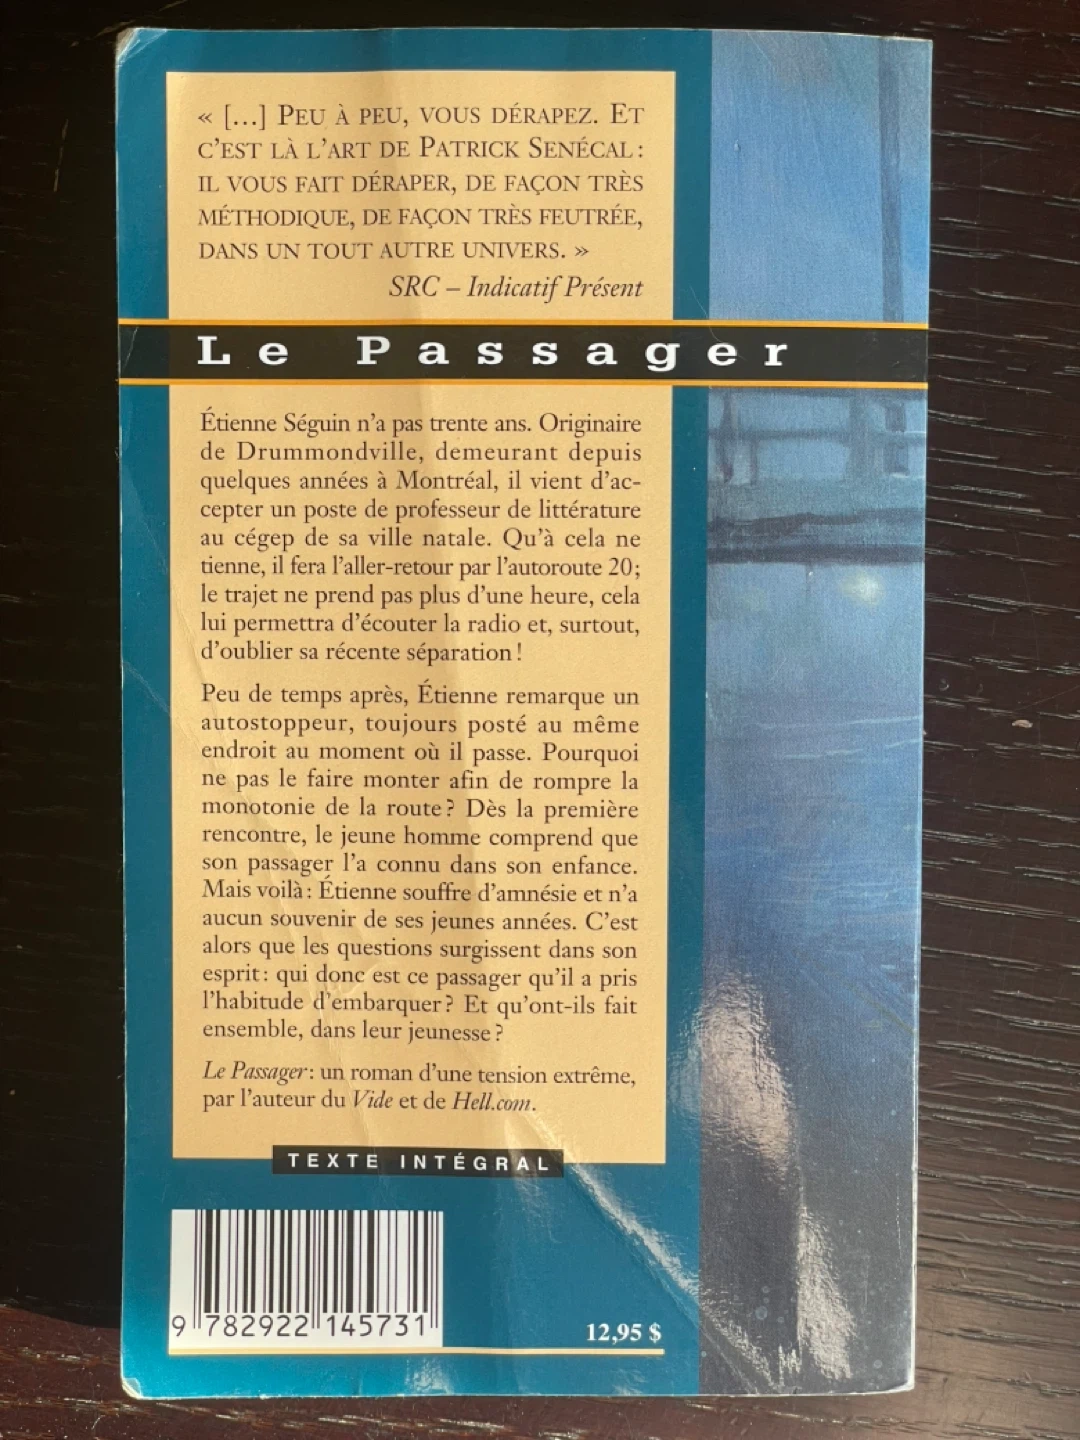 « [...] PEU À PEU, VOUS DÉRAPEZ. ET
C'EST LÀ L'ART DE PATRICK SENÉCAL :
IL VOUS FAIT DÉRAPER, DE FAÇON TRÈS
MÉTHODIQUE, DE FAÇON TRÈS FEUTRÉE,
DANS UN TOUT AUTRE UNIVERS. »
SRC – Indicatif Présent
Le Passager
Étienne Séguin n'a pas trente ans. Originaire
de Drummondville, demeurant depuis
quelques années à Montréal, il vient d'ac-
cepter un poste de professeur de littérature
au cégep de sa ville natale. Qu'à cela ne
tienne, il fera l'aller-retour par l'autoroute 20;
le trajet ne prend pas plus d'une heure, cela
lui permettra d'écouter la radio et, surtout,
d'oublier sa récente séparation !
Peu de temps après, Étienne remarque un
autostoppeur, toujours posté au même
endroit au moment où il passe. Pourquoi
ne pas le faire monter afin de rompre la
monotonie de la route ? Dès la première
rencontre, le jeune homme comprend que
son passager l'a connu dans son enfance.
Mais voilà : Étienne souffre d'amnésie et n'a
aucun souvenir de ses jeunes années. C'est
alors que les questions surgissent dans son
esprit : qui donc est ce passager qu'il a pris
l'habitude d'embarquer ? Et qu'ont-ils fait
ensemble, dans leur jeunesse ?
Le Passager : un roman d'une tension extrême,
par l'auteur du Vide et de Hell.com.
TEXTE INTÉGRAL
9 782922 145731
12,95 $